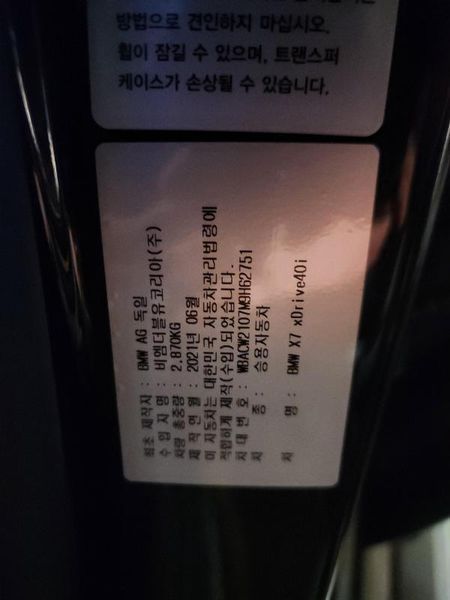 방법으로 견인하지 마십시오.
휠이 잠길 수 있으며, 트랜스퍼
케이스가 손상될 수 있습니다.
최초 제작자 : BMW AG 독일
수 입 자 명 : 비엠더블유코리아(주)
차량 총중량 : 2,870KG
제 작 연 월 : 2021년 06월
이 자동차는 대한민국 자동차관리법령에
적합하게 제작(수입)되었습니다.
차 대 번 호 : WBACW2107M9H62751
차 종 : 승용자동차
차 명 : BMW X7 xDrive40i